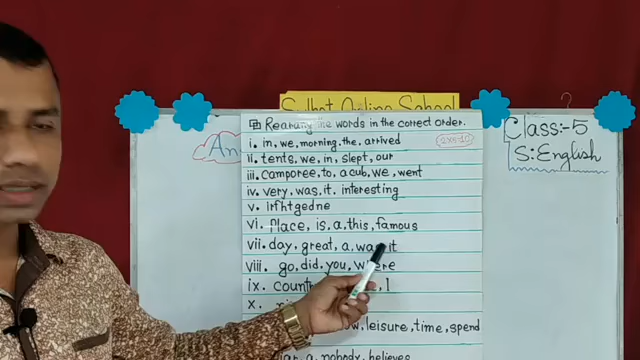 Sylhet Online School
Rearrang the words in the correct order.
i. in, we, morning, the, arrived
ii. tents, we, in, slept, our
iii. camporee, to, a cub, we, went
iv. very, was, it. interesting
v. irfhtgedne
vi. place, is, a, this, famous
vii. day, great, a, was, it
viii. go, did, you, where
ix. I
x.
leisure, time, spend
a, nobody, believes
An
Class:-5
S:English